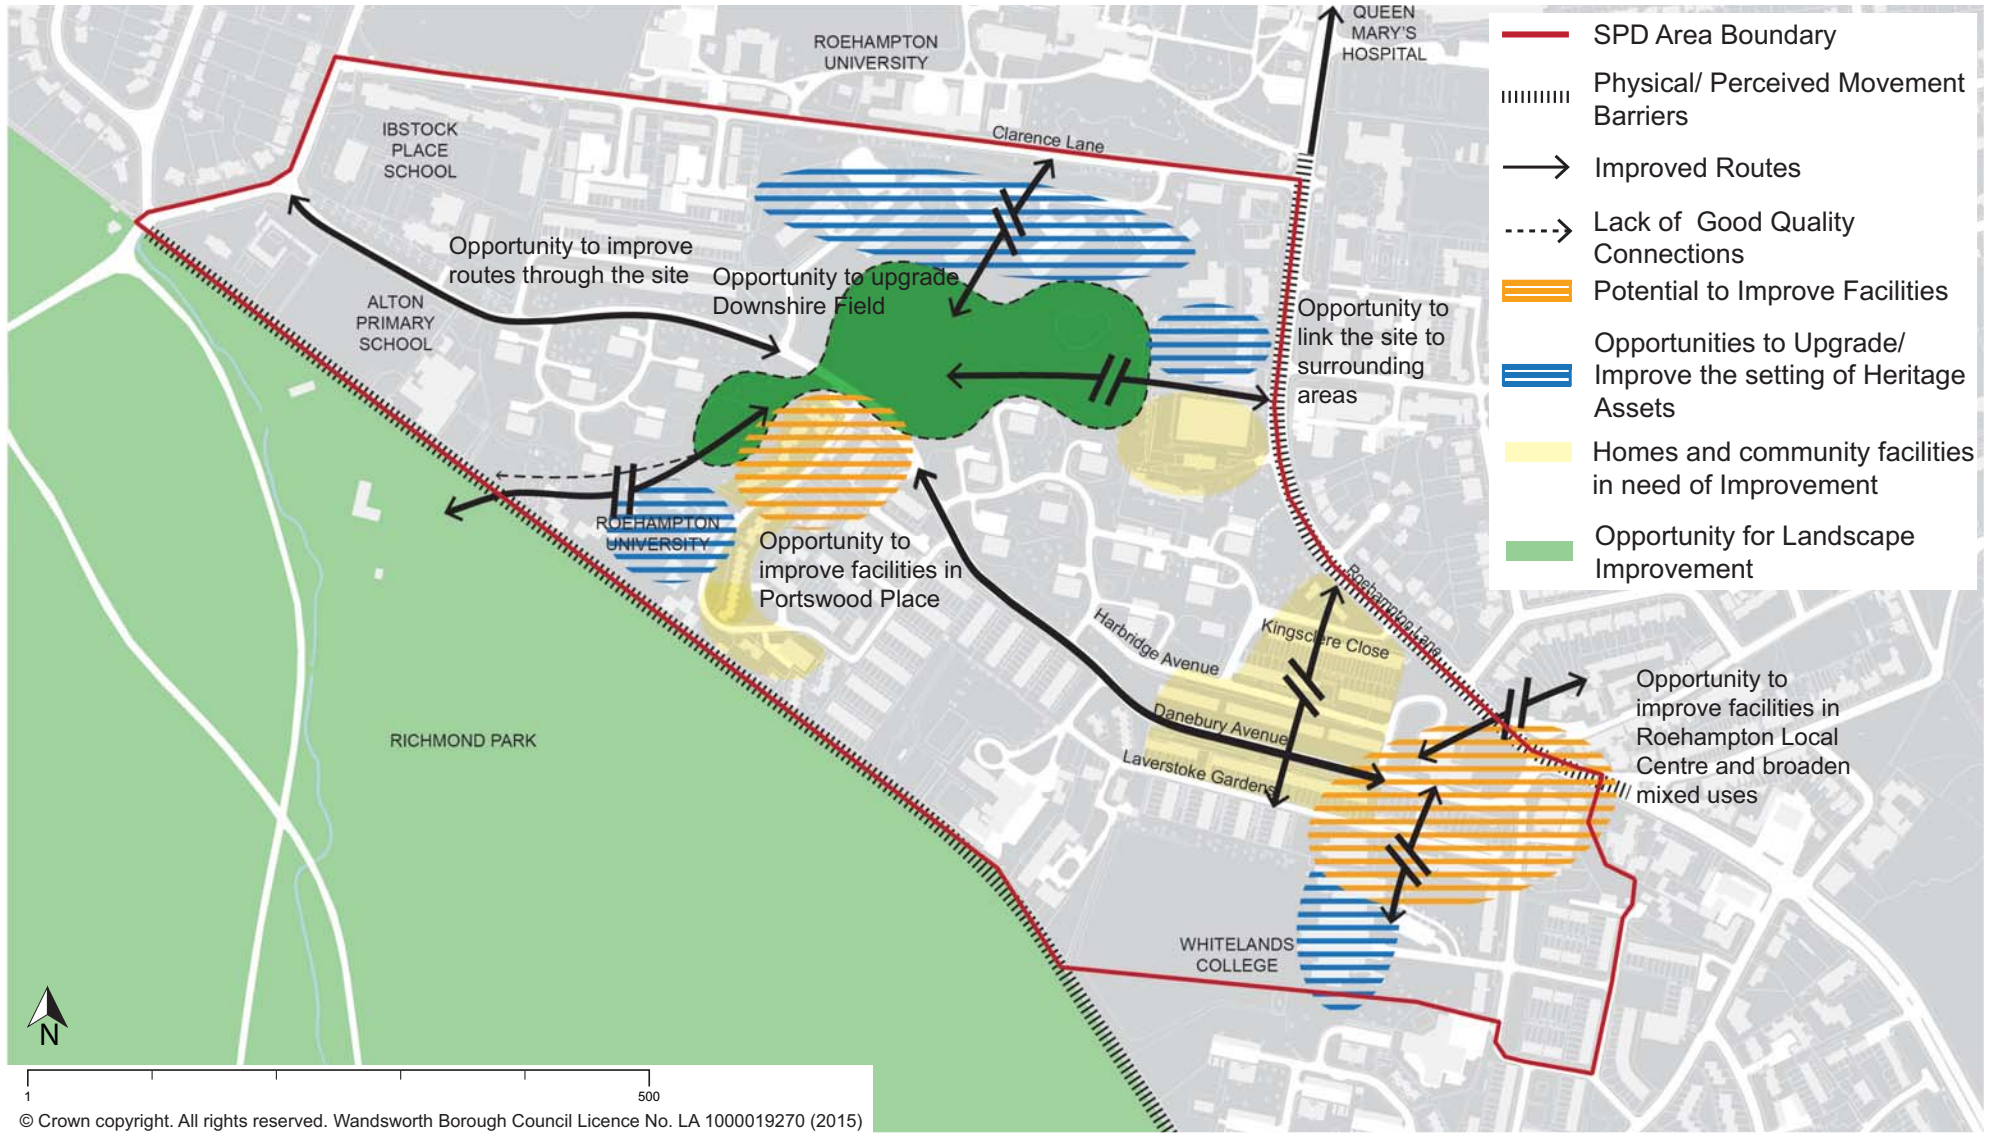 QUEEN
MARY'S
HOSPITAL
ROEHAMPTON
UNIVERSITY
Clarence Lane
IBSTOCK
PLACE
SCHOOL
Opportunity to improve
routes through the site
Opportunity to upgrade
Downshire Field
ALTON
PRIMARY
SCHOOL
Opportunity to
link the site to
surrounding
areas
ROEHAMPTON
UNIVERSITY
Opportunity to
improve facilities in
Portswood Place
Roehampton Lane
Harbridge Avenue
Kingsclere Close
Danebury Avenue
Laverstoke Gardens
Opportunity to
improve facilities in
Roehampton Local
Centre and broaden
mixed uses
RICHMOND PARK
WHITELANDS
COLLEGE
SPD Area Boundary
Physical/ Perceived Movement
Barriers
Improved Routes
Lack of Good Quality
Connections
Potential to Improve Facilities
Opportunities to Upgrade/
Improve the setting of Heritage
Assets
Homes and community facilities
in need of Improvement
Opportunity for Landscape
Improvement
N
1 500
© Crown copyright. All rights reserved. Wandsworth Borough Council Licence No. LA 1000019270 (2015)